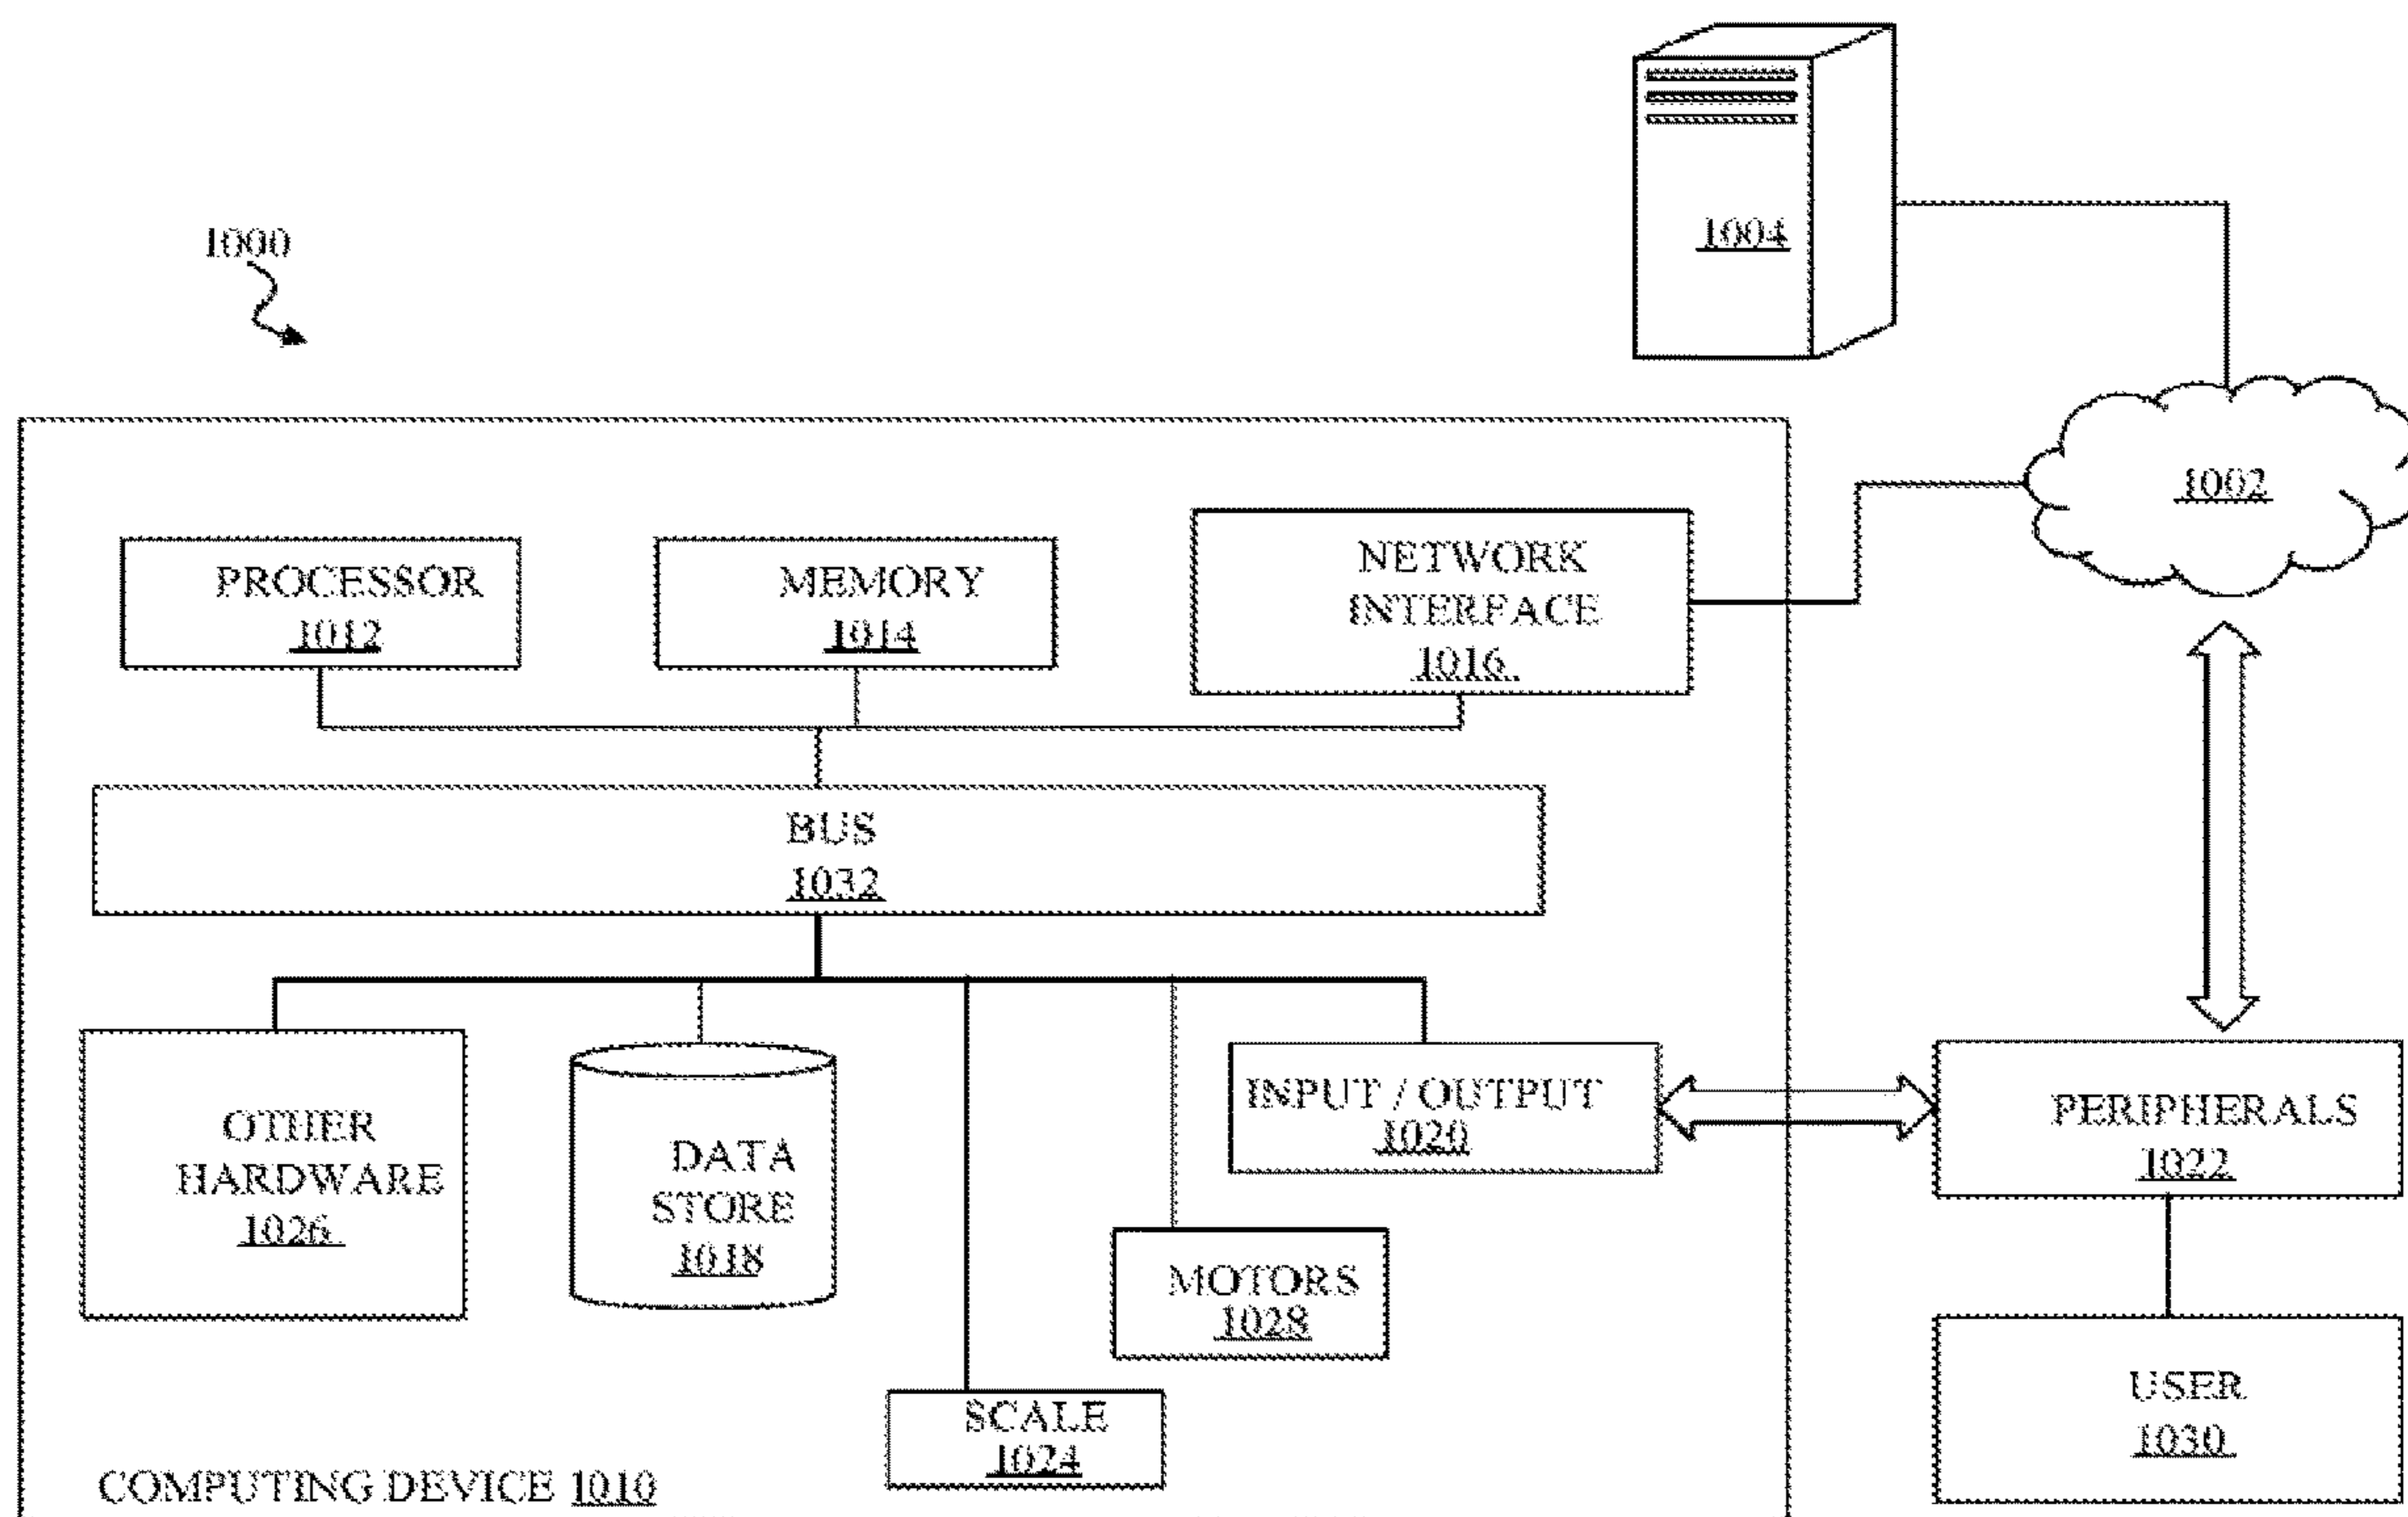 1004
1000
1002
PROCESSOR
1012
MEMORY
1014
NETWORK
INTERFACE
1016
BUS
1032
OTHER
HARDWARE
1026
DATA
STORE
1018
INPUT / OUTPUT
1020
PERIPHERALS
1022
MOTORS
1028
SCALE
1024
USER
1030
COMPUTING DEVICE 1010